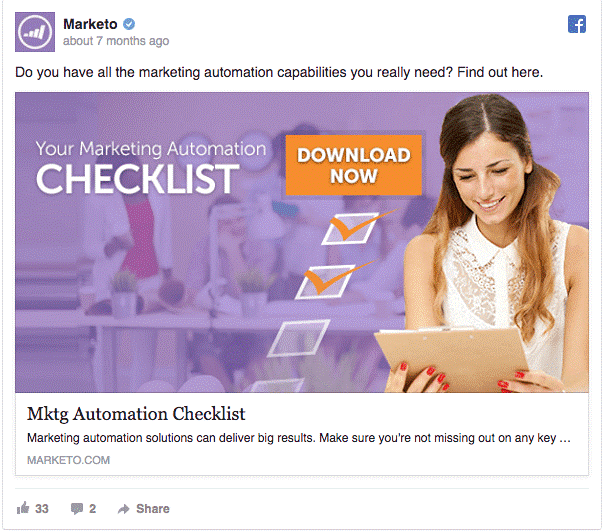 Marketo
about 7 months ago
Do you have all the marketing automation capabilities you really need? Find out here.
Your Marketing Automation
CHECKLIST
DOWNLOAD
NOW
Mktg Automation Checklist
Marketing automation solutions can deliver big results. Make sure you're not missing out on any key ...
MARKETO.COM
33 2 Share